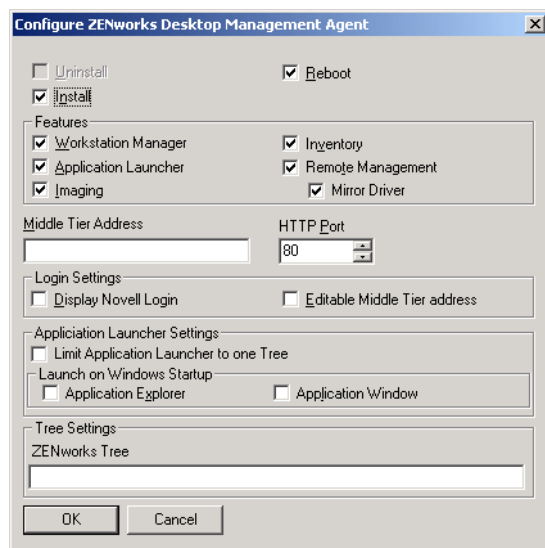 Configure ZENworks Desktop Management Agent
Uninstall
Reboot
Install
Features
Workstation Manager
Inventory
Application Launcher
Remote Management
Imaging
Mirror Driver
Middle Tier Address
HTTP Port
80
Login Settings
Display Novell Login
Editable Middle Tier address
Appliciation Launcher Settings
Limit Application Launcher to one Tree
Launch on Windows Startup
Application Explorer
Application Window
Tree Settings
ZENworks Tree
OK
Cancel